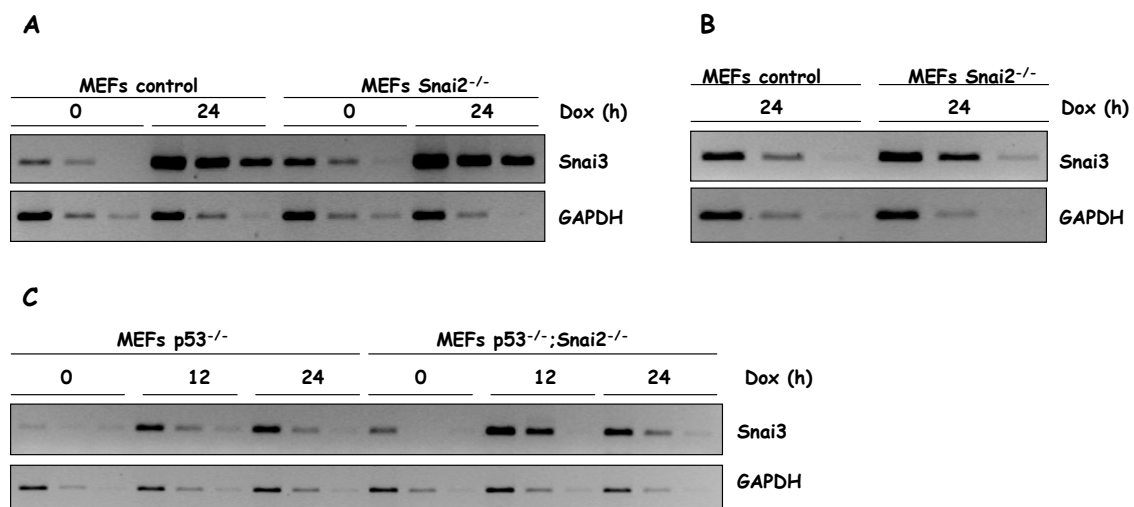 A
MEFs control MEFs Snai2-/-
0 24 0 24 Dox (h)
Snai3
GAPDH
B
MEFs control MEFs Snai2-/-
24 24
Snai3
GAPDH
C
MEFs p53-/- MEFs p53-/-;Snai2-/-
0 12 24 0 12 24 Dox (h)
Snai3
GAPDH